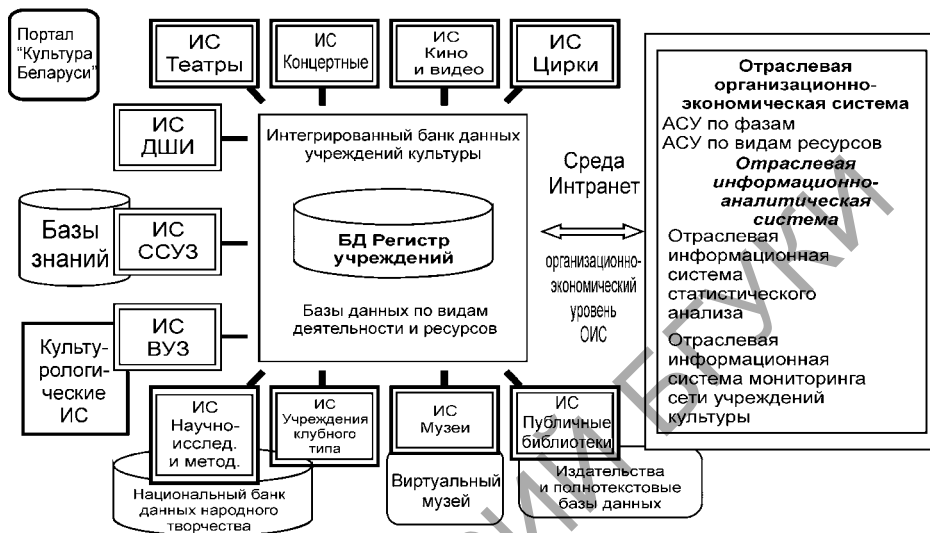 Портал
“Культура
Беларуси”
ИС
Театры
ИС
Концертные
ИС
Кино
и видео
ИС
Цирки
ИС
ДШИ
Базы
знаний
ИС
ССУЗ
ИС
ВУЗ
Культу-
рологи-
ческие
ИС
Интегрированный банк данных
учреждений культуры
БД Регистр
учреждений
Базы данных по видам
деятельности и ресурсов
Среда
Интранет
организационно-
экономический
уровень
ОИС
Отраслевая
организационно-
экономическая система
АСУ по фазам
АСУ по видам ресурсов
Отраслевая
информационно-
аналитическая
система
Отраслевая
информационная
система
статистического
анализа
Отраслевая
информационная
система мониторинга
сети учреждений
культуры
ИС
Научно-
исслед.
и метод.
Национальный банк
данных народного
творчества
ИС
Учреждения
клубного
типа
ИС
Музеи
Виртуальный
музей
ИС
Публичные
библиотеки
Издательства
и полнотекстовые
базы данных
РИЙ БГУКИ